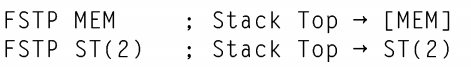 FSTP MEM ; Stack Top → [MEM]
FSTP ST(2) ; Stack Top → ST(2)